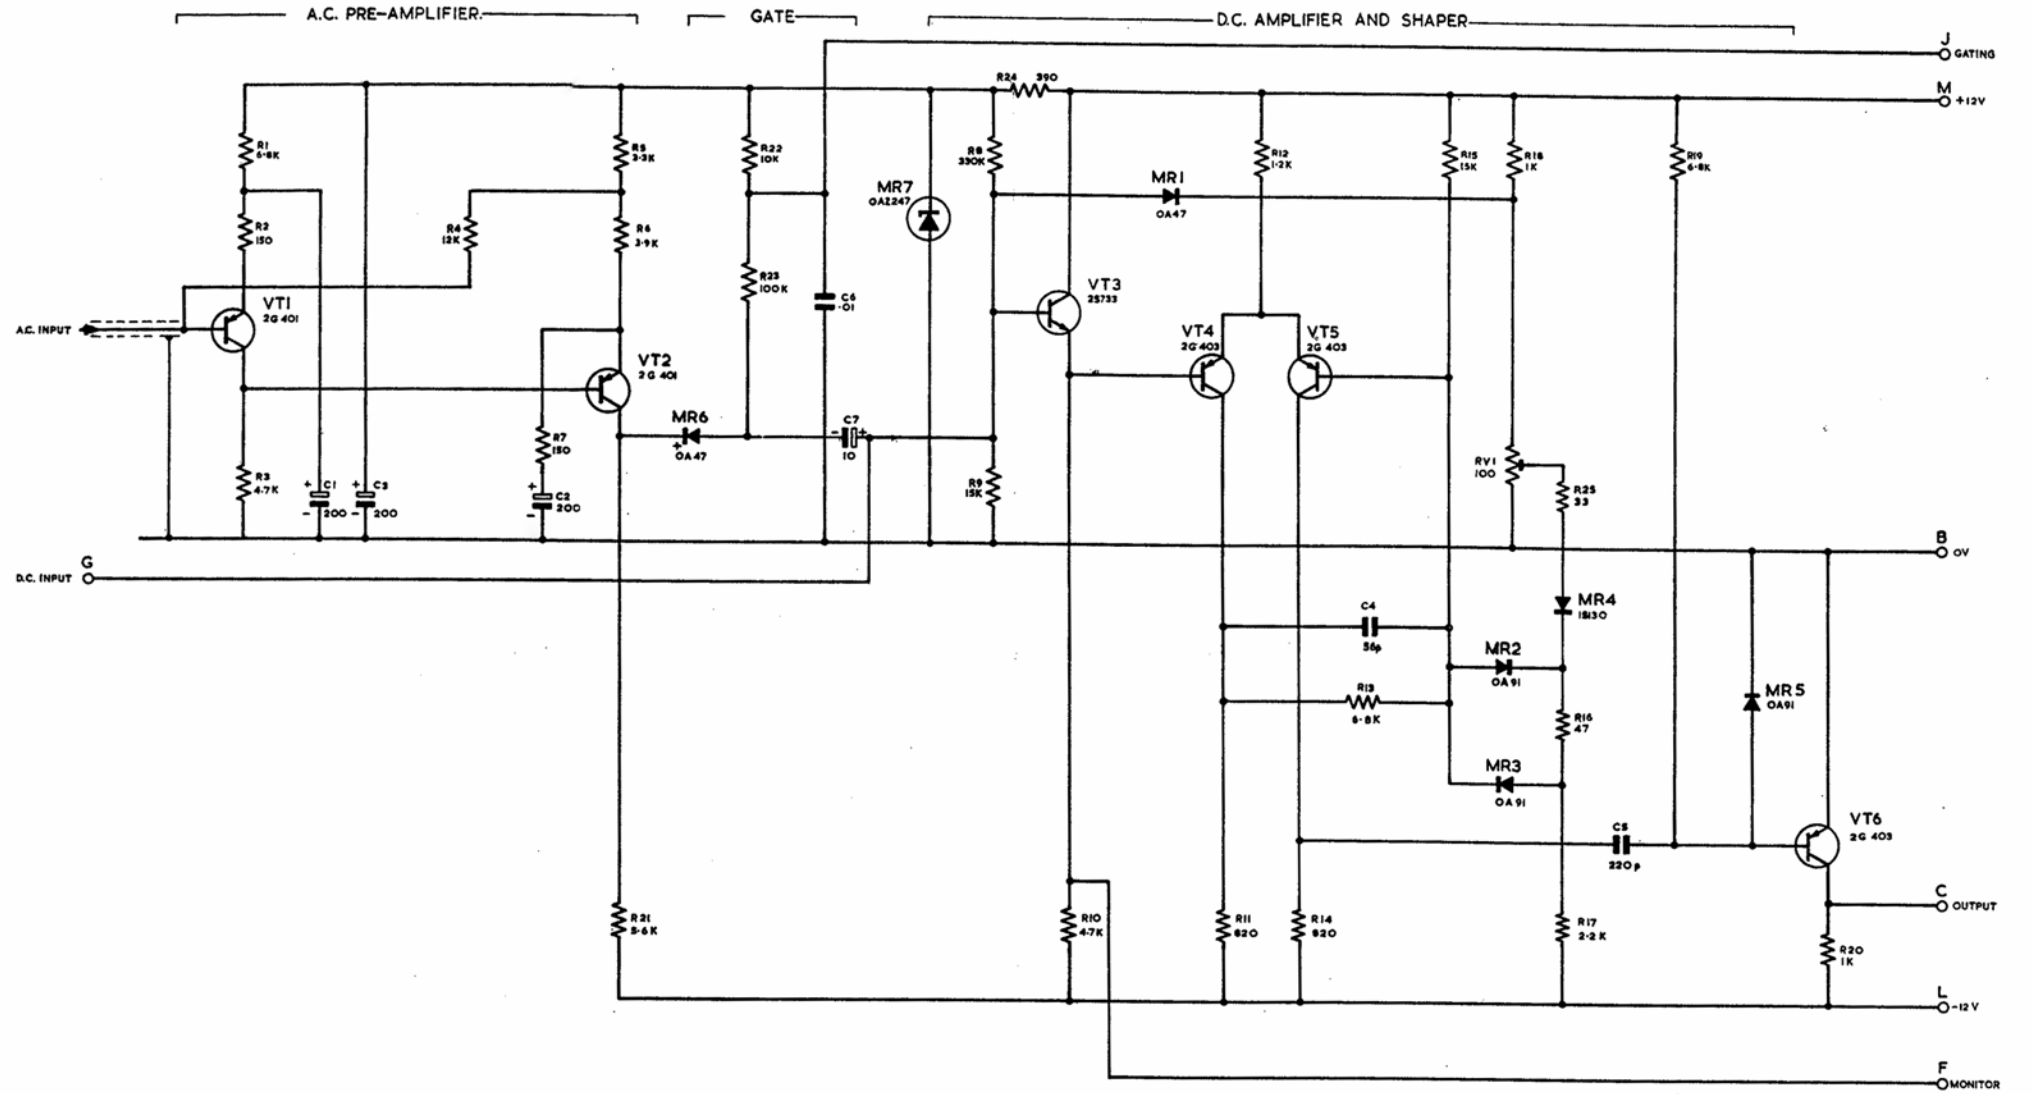 A.C. PRE-AMPLIFIER.
GATE
D.C. AMPLIFIER AND SHAPER
J
GATING
R24 390
M
+12V
R1
6·8K
R5
3·3K
R22
10K
R8
330K
R12
1·2K
R15
15K
R18
1K
R19
6·8K
MR7
OAZ247
MR1
OA47
R2
150
R4
12K
R6
3·9K
R23
100K
C6
·01
VT1
2G 401
VT3
2S733
A.C. INPUT
VT4
2G 403
VT5
2G 403
VT2
2G 401
MR6
+
OA47
C7
- +
10
R7
150
RV1
100
R3
4.7K
+ C1
- 200
+ C3
- 200
+ C2
- 200
R9
15K
R25
33
B
0V
G
D.C. INPUT
MR4
1S130
C4
56p
MR2
OA91
R13
6·8K
R16
47
MR5
OA91
MR3
OA91
C5
220p
VT6
2G 403
C
OUTPUT
R21
5·6K
R10
4.7K
R11
820
R14
820
R17
2·2K
R20
1K
L
-12V
F
MONITOR